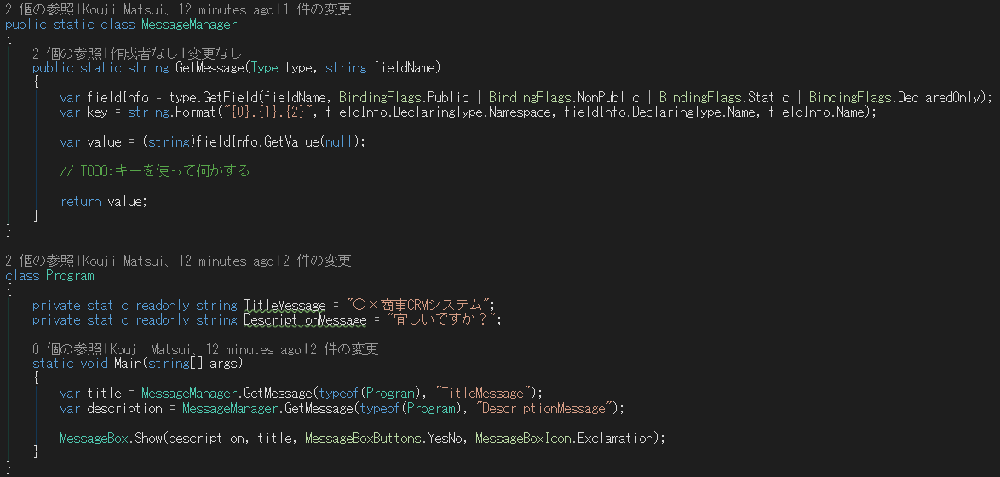 2 個の参照|Kouji Matsui、12 minutes ago|1 件の変更
public static class MessageManager
{
2 個の参照|作成者なし|変更なし
public static string GetMessage(Type type, string fieldName)
{
var fieldInfo = type.GetField(fieldName, BindingFlags.Public | BindingFlags.NonPublic | BindingFlags.Static | BindingFlags.DeclaredOnly);
var key = string.Format("{0}.{1}.{2}", fieldInfo.DeclaringType.Namespace, fieldInfo.DeclaringType.Name, fieldInfo.Name);
var value = (string)fieldInfo.GetValue(null);
// TODO:キーを使って何かする
return value;
}
}
2 個の参照|Kouji Matsui、12 minutes ago|2 件の変更
class Program
{
private static readonly string TitleMessage = "○×商事CRMシステム";
private static readonly string DescriptionMessage = "宜しいですか？";
0 個の参照|Kouji Matsui、12 minutes ago|2 件の変更
static void Main(string[] args)
{
var title = MessageManager.GetMessage(typeof(Program), "TitleMessage");
var description = MessageManager.GetMessage(typeof(Program), "DescriptionMessage");
MessageBox.Show(description, title, MessageBoxButtons.YesNo, MessageBoxIcon.Exclamation);
}
}